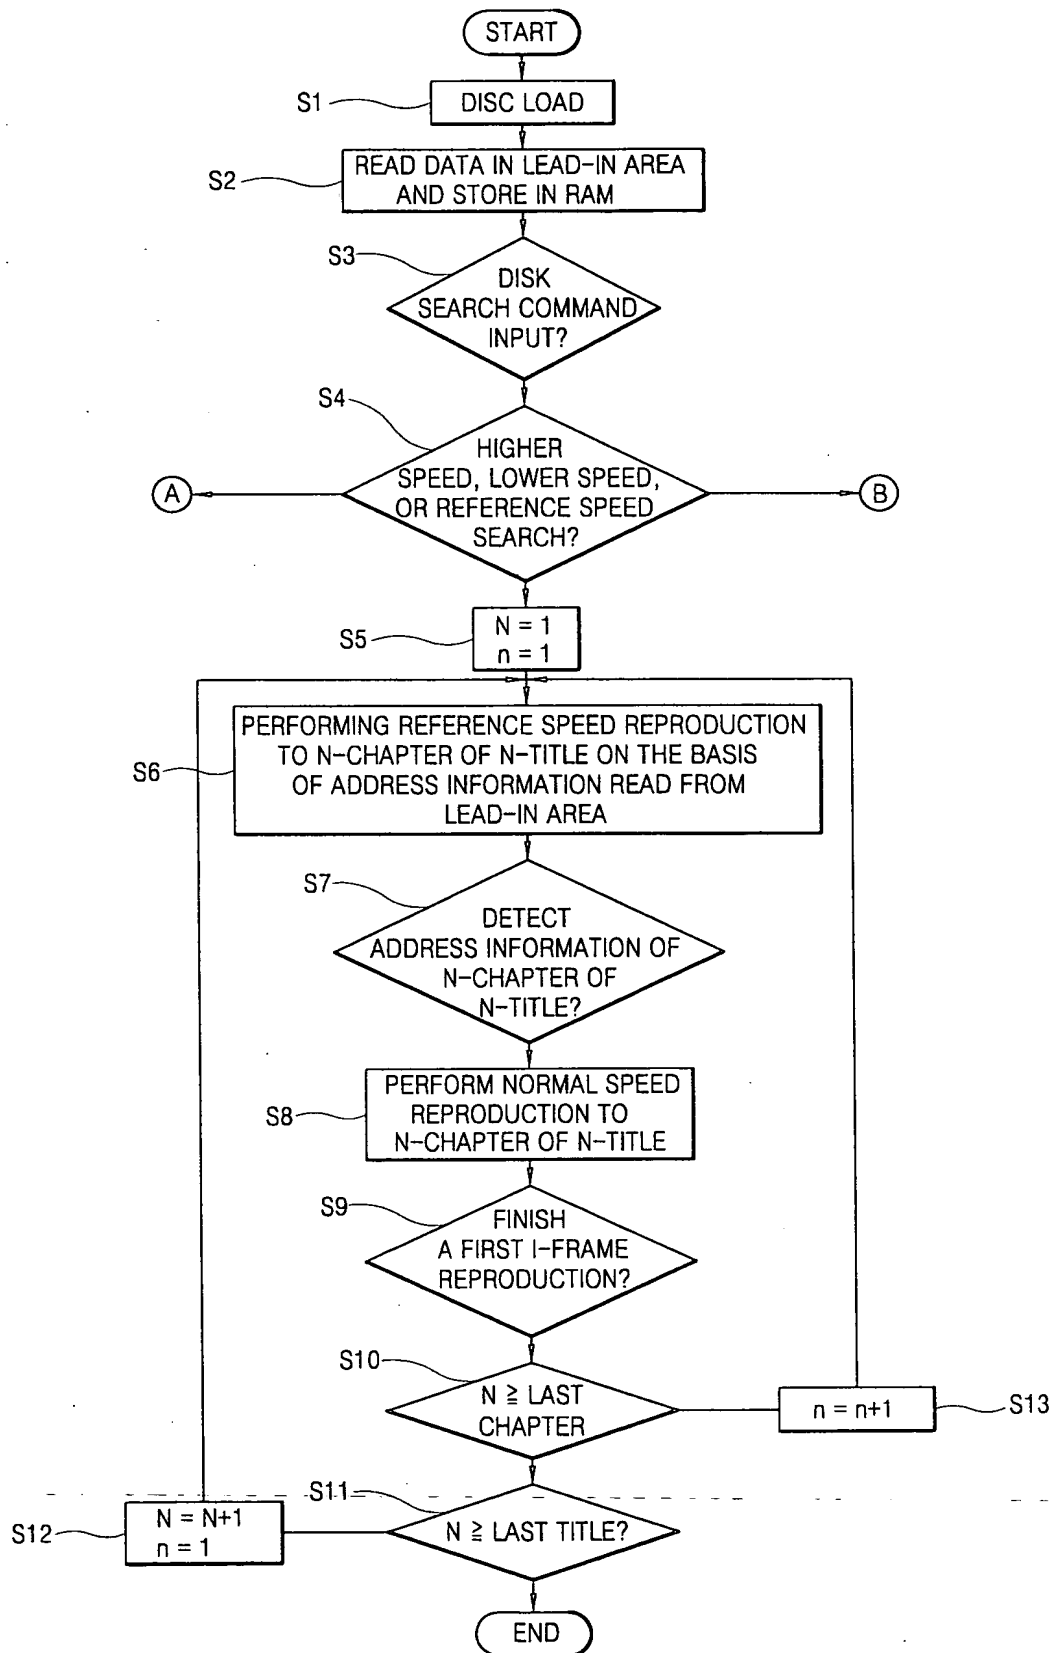 START
S1
DISC LOAD
S2
READ DATA IN LEAD-IN AREA
AND STORE IN RAM
S3
DISK
SEARCH COMMAND
INPUT?
S4
HIGHER
SPEED, LOWER SPEED,
OR REFERENCE SPEED
SEARCH?
A
B
S5
N = 1
n = 1
S6
PERFORMING REFERENCE SPEED REPRODUCTION
TO N-CHAPTER OF N-TITLE ON THE BASIS
OF ADDRESS INFORMATION READ FROM
LEAD-IN AREA
S7
DETECT
ADDRESS INFORMATION OF
N-CHAPTER OF
N-TITLE?
S8
PERFORM NORMAL SPEED
REPRODUCTION TO
N-CHAPTER OF N-TITLE
S9
FINISH
A FIRST I-FRAME
REPRODUCTION?
S10
N ≧ LAST
CHAPTER
n = n+1
S13
S11
N ≧ LAST TITLE?
S12
N = N+1
n = 1
END